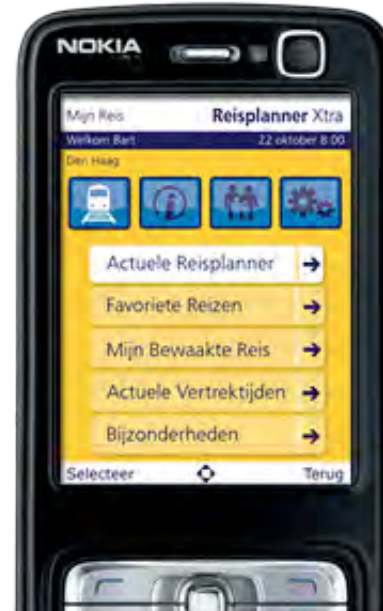 NOKIA
Mijn Reis Reisplanner Xtra
Welkom Bart 22 oktober 8:00
Den Haag
Actuele Reisplanner
Favoriete Reizen
Mijn Bewaakte Reis
Actuele Vertrektijden
Bijzonderheden
Selecteer Terug